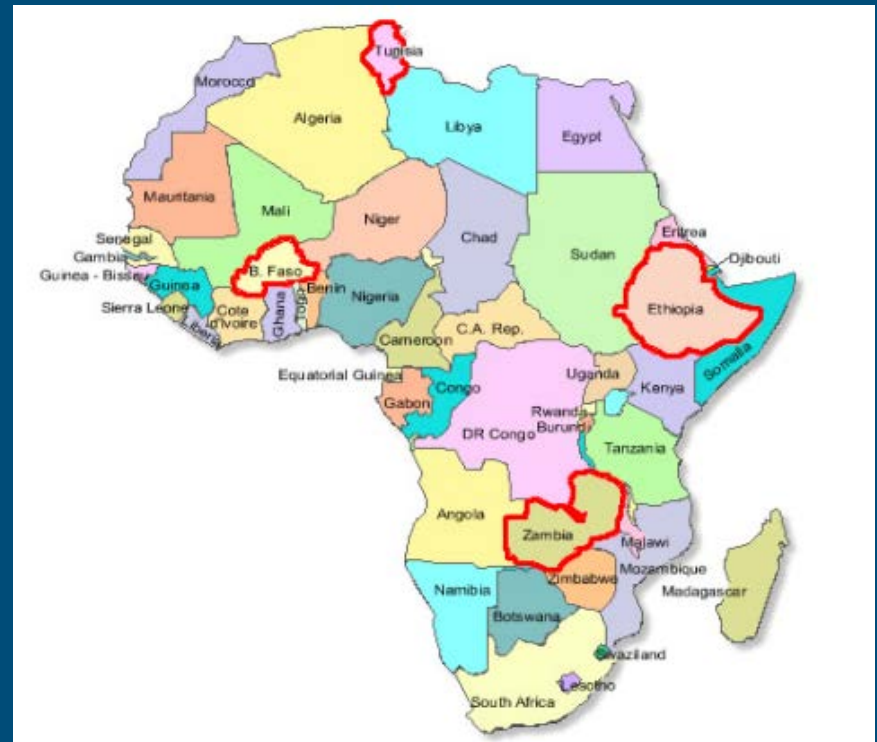 Tunisia
Morocco
Algeria
Libya
Egypt
Mauritania
Mali
Niger
Chad
Sudan
Eritrea
Senegal
Gambia
Djibouti
Guinea - Bissau
Guinea
B. Faso
Benin
Nigeria
Ethiopia
Sierra Leone
Cote
d'Ivoire
Liberia
Ghana
Togo
C.A. Rep.
Cameroon
Somalia
Equatorial Guinea
Congo
Uganda
Kenya
Gabon
Rwanda
Burundi
DR Congo
Tanzania
Angola
Zambia
Malawi
Mozambique
Zimbabwe
Madagascar
Namibia
Botswana
Swaziland
Lesotho
South Africa